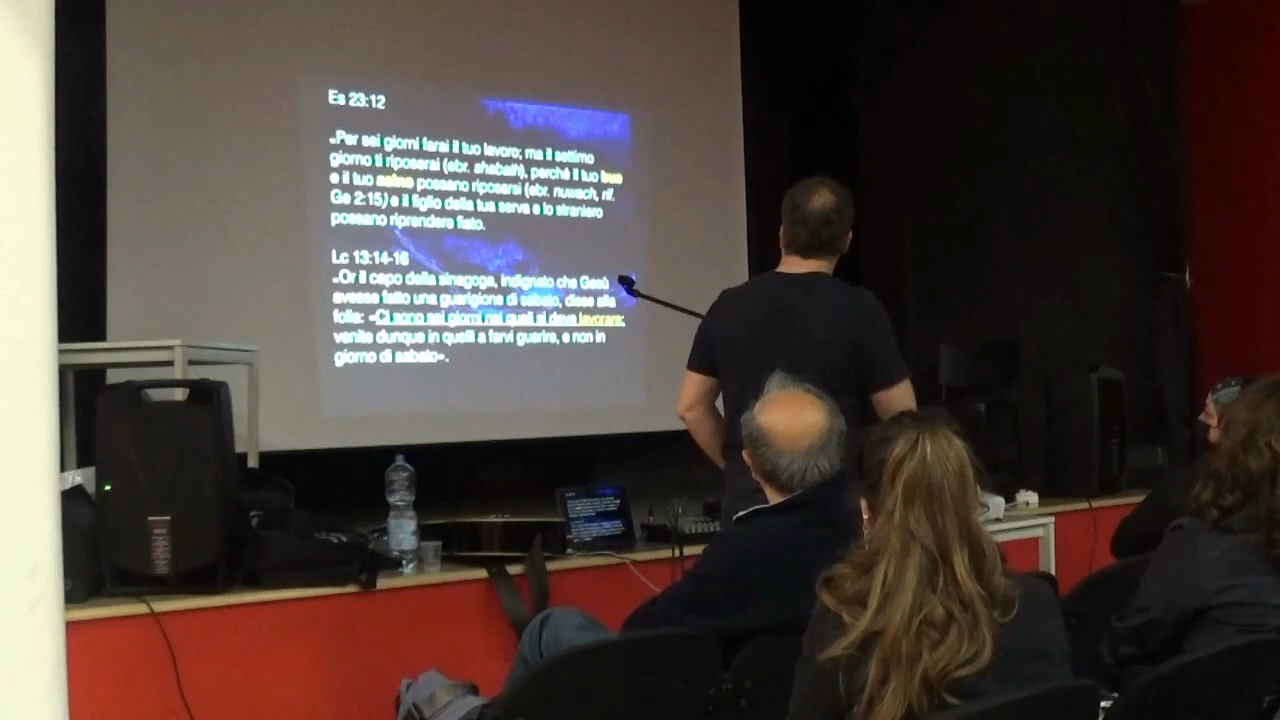 Es 23:12
„Per sei giorni farai il tuo lavoro; ma il settimo
giorno ti riposerai (ebr. shabath), perché il tuo bue
e il tuo asino possano riposarsi (ebr. nuwach, rif.
Ge 2:15) e il figlio della tua serva e lo straniero
possano riprendere fiato.
Lc 13:14-16
„Or il capo della sinagoga, indignato che Gesù
avesse fatto una guarigione di sabato, disse alla
folla: «Ci sono sei giorni nei quali si deve lavorare;
venite dunque in quelli a farvi guarire, e non in
giorno di sabato».